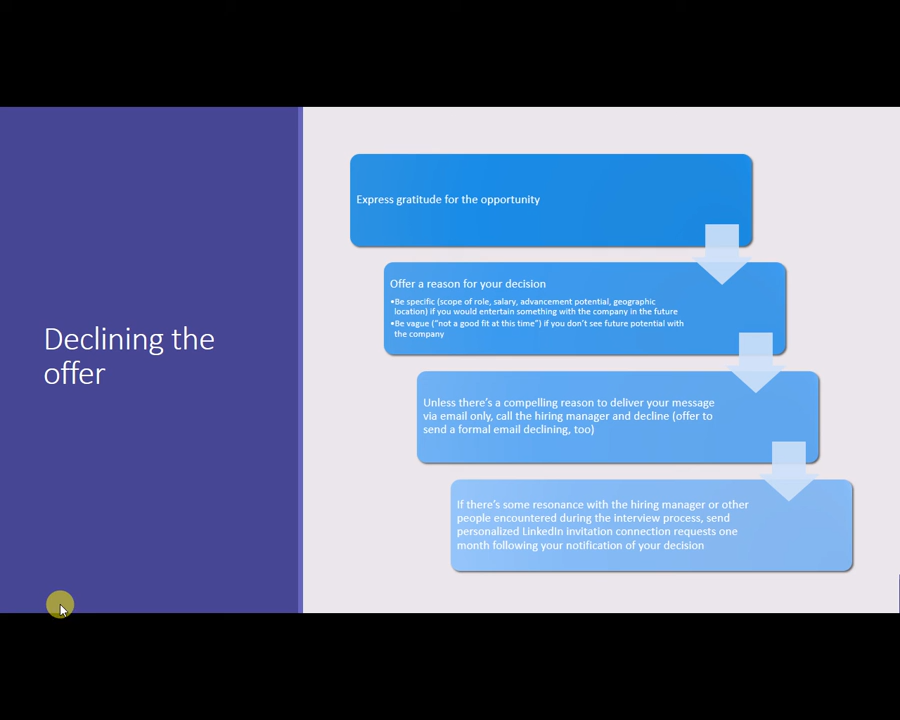 Declining the
offer
Express gratitude for the opportunity
Offer a reason for your decision
•Be specific (scope of role, salary, advancement potential, geographic
location) if you would entertain something with the company in the future
•Be vague ("not a good fit at this time") if you don't see future potential with
the company
Unless there's a compelling reason to deliver your message
via email only, call the hiring manager and decline (offer to
send a formal email declining, too)
If there's some resonance with the hiring manager or other
people encountered during the interview process, send
personalized LinkedIn invitation connection requests one
month following your notification of your decision